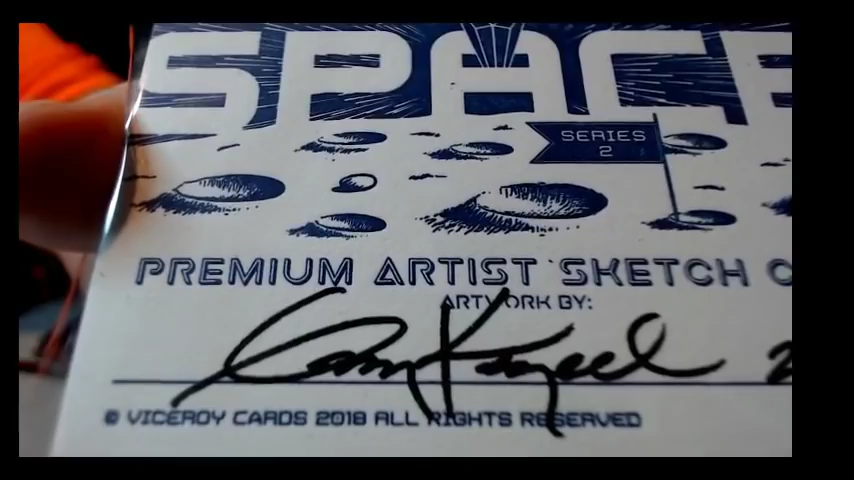 SPACE
SERIES
2
PREMIUM ARTIST SKETCH C
ARTWORK BY:
© VICEROY CARDS 2018 ALL RIGHTS RESERVED